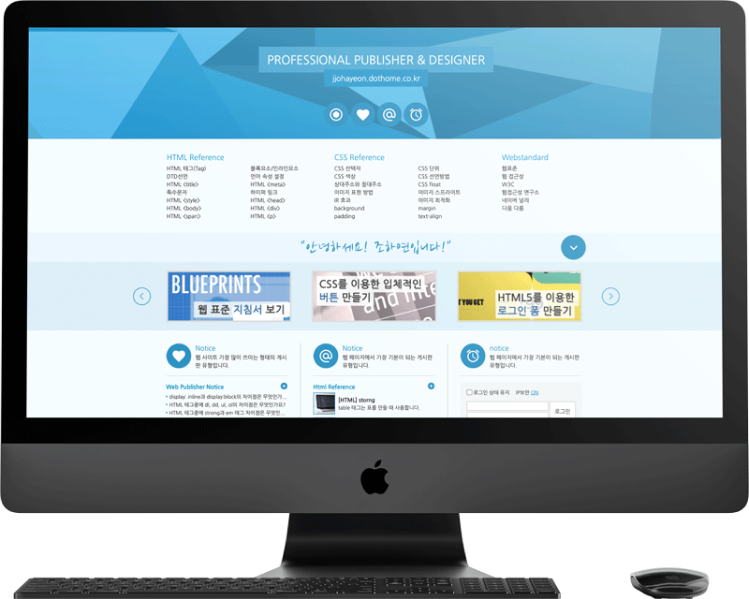 PROFESSIONAL PUBLISHER & DESIGNER
jjohayeon.dothome.co.kr
HTML Reference
HTML 태그(Tag)
DTD선언
HTML <title>
특수문자
HTML <style>
HTML <body>
HTML <span>
블록요소/인라인요소
언어 속성 설정
HTML <meta>
하이퍼 링크
HTML <head>
HTML <div>
HTML <p>
CSS Reference
CSS 선택자
CSS 색상
상대주소와 절대주소
이미지 표현 방법
IR 효과
background
padding
CSS 단위
CSS 선언방법
CSS float
이미지 스프라이트
이미지 최적화
margin
text-align
Webstandard
웹표준
웹 접근성
W3C
웹접근성 연구소
네이버 널리
다음 다룸
"안녕하세요! 조하연입니다!"
BLUEPRINTS
웹 표준 지침서 보기
CSS를 이용한 입체적인
버튼 만들기
and inte
T YOU GET
HTML5를 이용한
로그인 폼 만들기
Notice
웹 사이트 가장 많이 쓰이는 형태의 게시
한 유형입니다.
Notice
웹 페이지에서 가장 기본이 되는 게시한
유형입니다.
notice
웹 페이지에서 가장 기본이 되는 게시한
유형입니다.
Web Publisher Notice
display: inline과 display:block의 차이점은 무엇인가...
HTML 태그중에 dl, dd, ul, ol의 차이점은 무엇인가요?
HTML 태그중에 strong과 em 태그 차이점은 무엇인...
Html Reference
[HTML] storng
table 태그는 표를 만들 때 사용합니다.
로그인 상태 유지
IP보안 ON
로그인